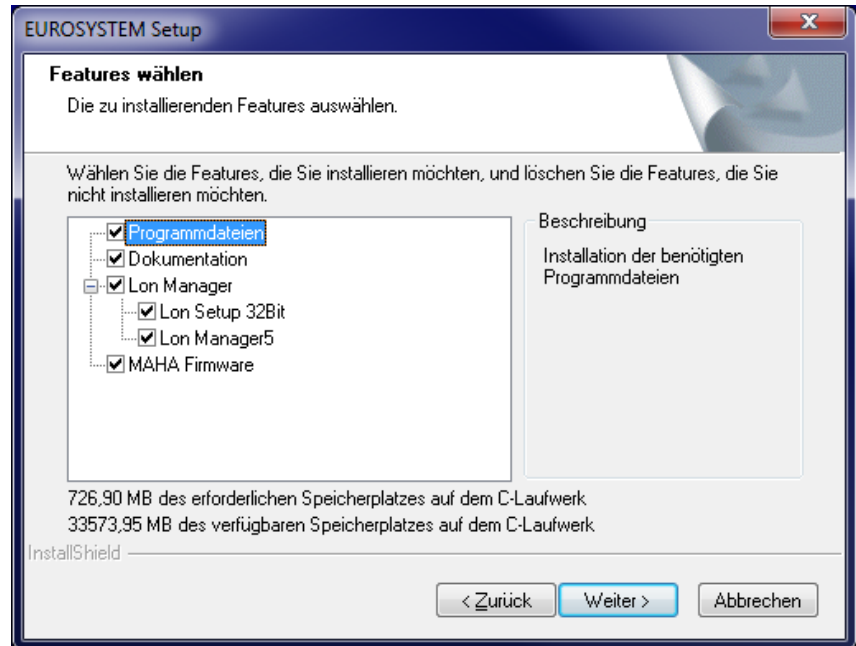 EUROSYSTEM Setup
Features wählen
Die zu installierenden Features auswählen.
Wählen Sie die Features, die Sie installieren möchten, und löschen Sie die Features, die Sie
nicht installieren möchten.
Programmdateien
Dokumentation
Lon Manager
Lon Setup 32Bit
Lon Manager5
MAHA Firmware
Beschreibung
Installation der benötigten
Programmdateien
726,90 MB des erforderlichen Speicherplatzes auf dem C-Laufwerk
33573,95 MB des verfügbaren Speicherplatzes auf dem C-Laufwerk
InstallShield
< Zurück Weiter > Abbrechen